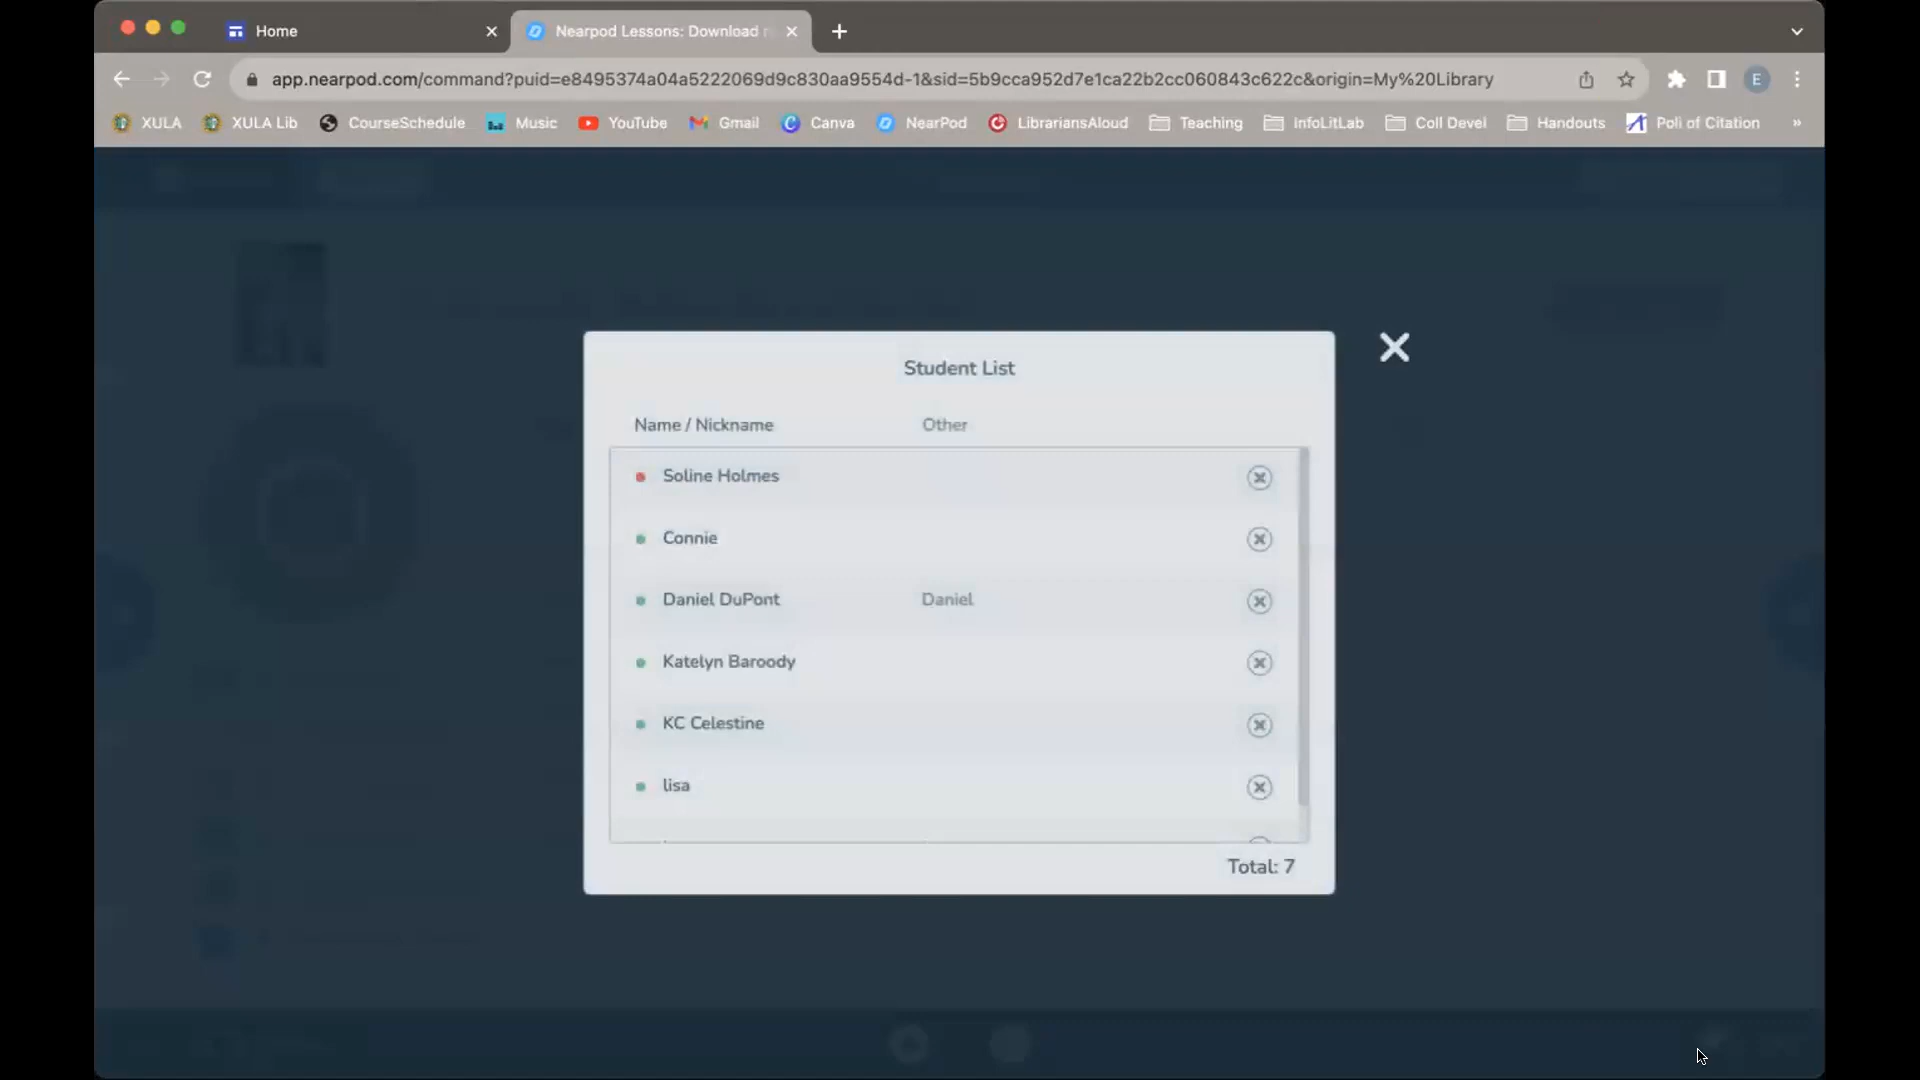 Home
Nearpod Lessons: Download
app.nearpod.com/command?puid=e8495374a04a5222069d9c830aa9554d-1&sid=5b9cca952d7e1ca22b2cc060843c622c&origin=My%20Library
E
XULA XULA Lib CourseSchedule Music YouTube Gmail Canva NearPod LibrariansAloud Teaching InfoLitLab Coll Devel Handouts Poli of Citation »
Student List
Name / Nickname Other
Soline Holmes
Connie
Daniel DuPont Daniel
Katelyn Baroody
KC Celestine
lisa
Total: 7